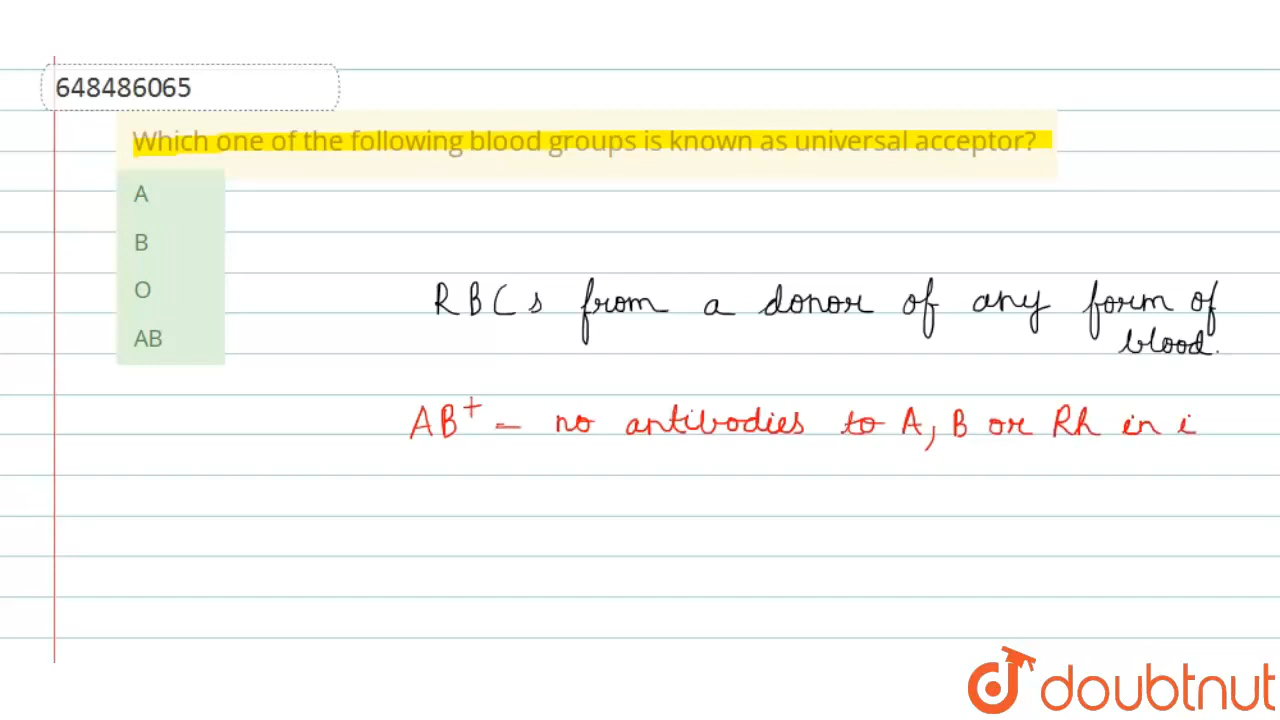 648486065
Which one of the following blood groups is known as universal acceptor?
A
B
O
AB
RBCs from a donor of any form of
blood.
AB+ – no antibodies to A, B or Rh in i
doubtnut